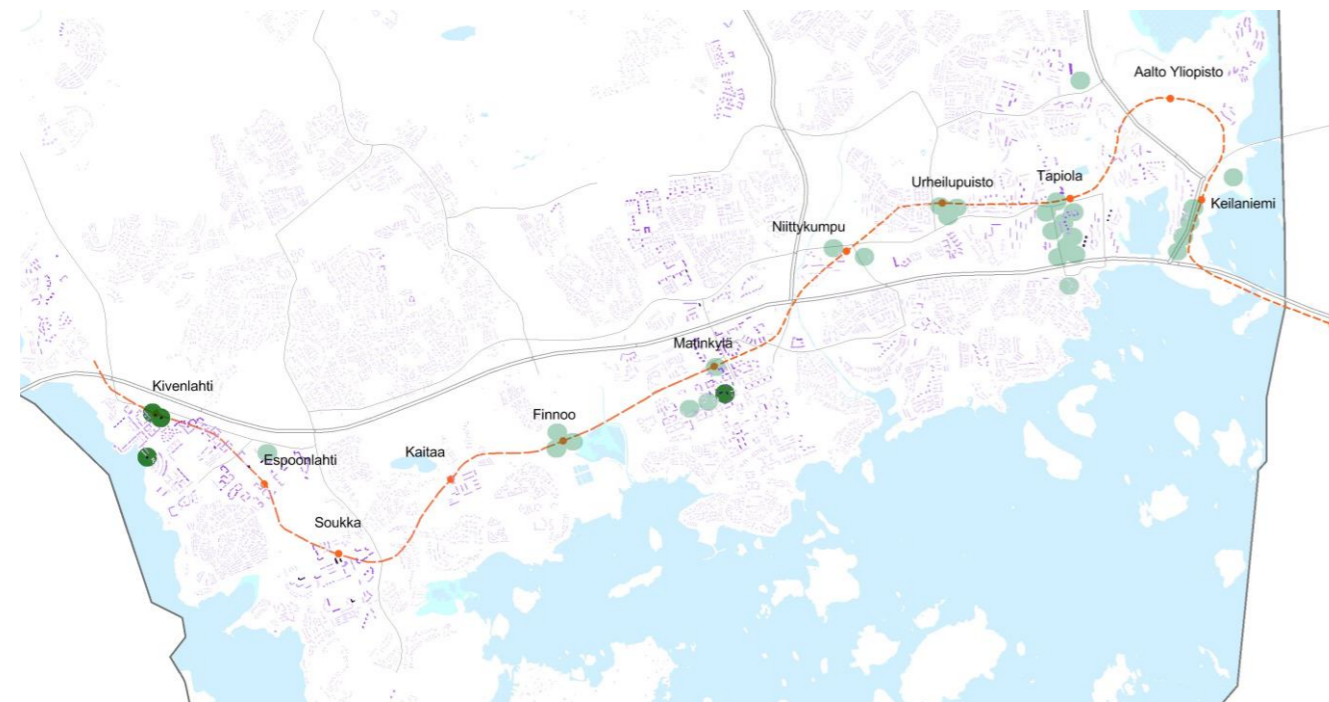 Aalto Yliopisto
Urheilupuisto
Tapiola
Keilaniemi
Niittykumpu
Matinkylä
Kivenlahti
Finnoo
Espoonlahti
Kaitaa
Soukka